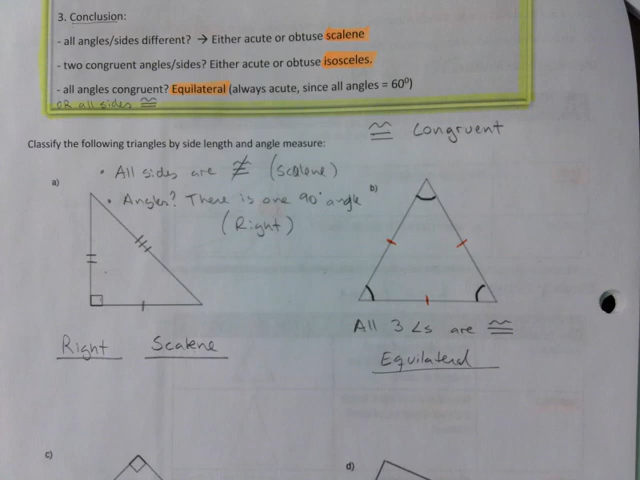 3. Conclusion:
- all angles/sides different? → Either acute or obtuse scalene
- two congruent angles/sides? Either acute or obtuse isosceles.
- all angles congruent? Equilateral (always acute, since all angles = 60⁰)
OR all sides ≅
≅ Congruent
Classify the following triangles by side length and angle measure:
• All sides are ≇ (Scalene)
a)
• Angles? There is one 90° angle
(Right)
b)
Right Scalene
All 3 ∠s are ≅
Equilateral
c)
d)